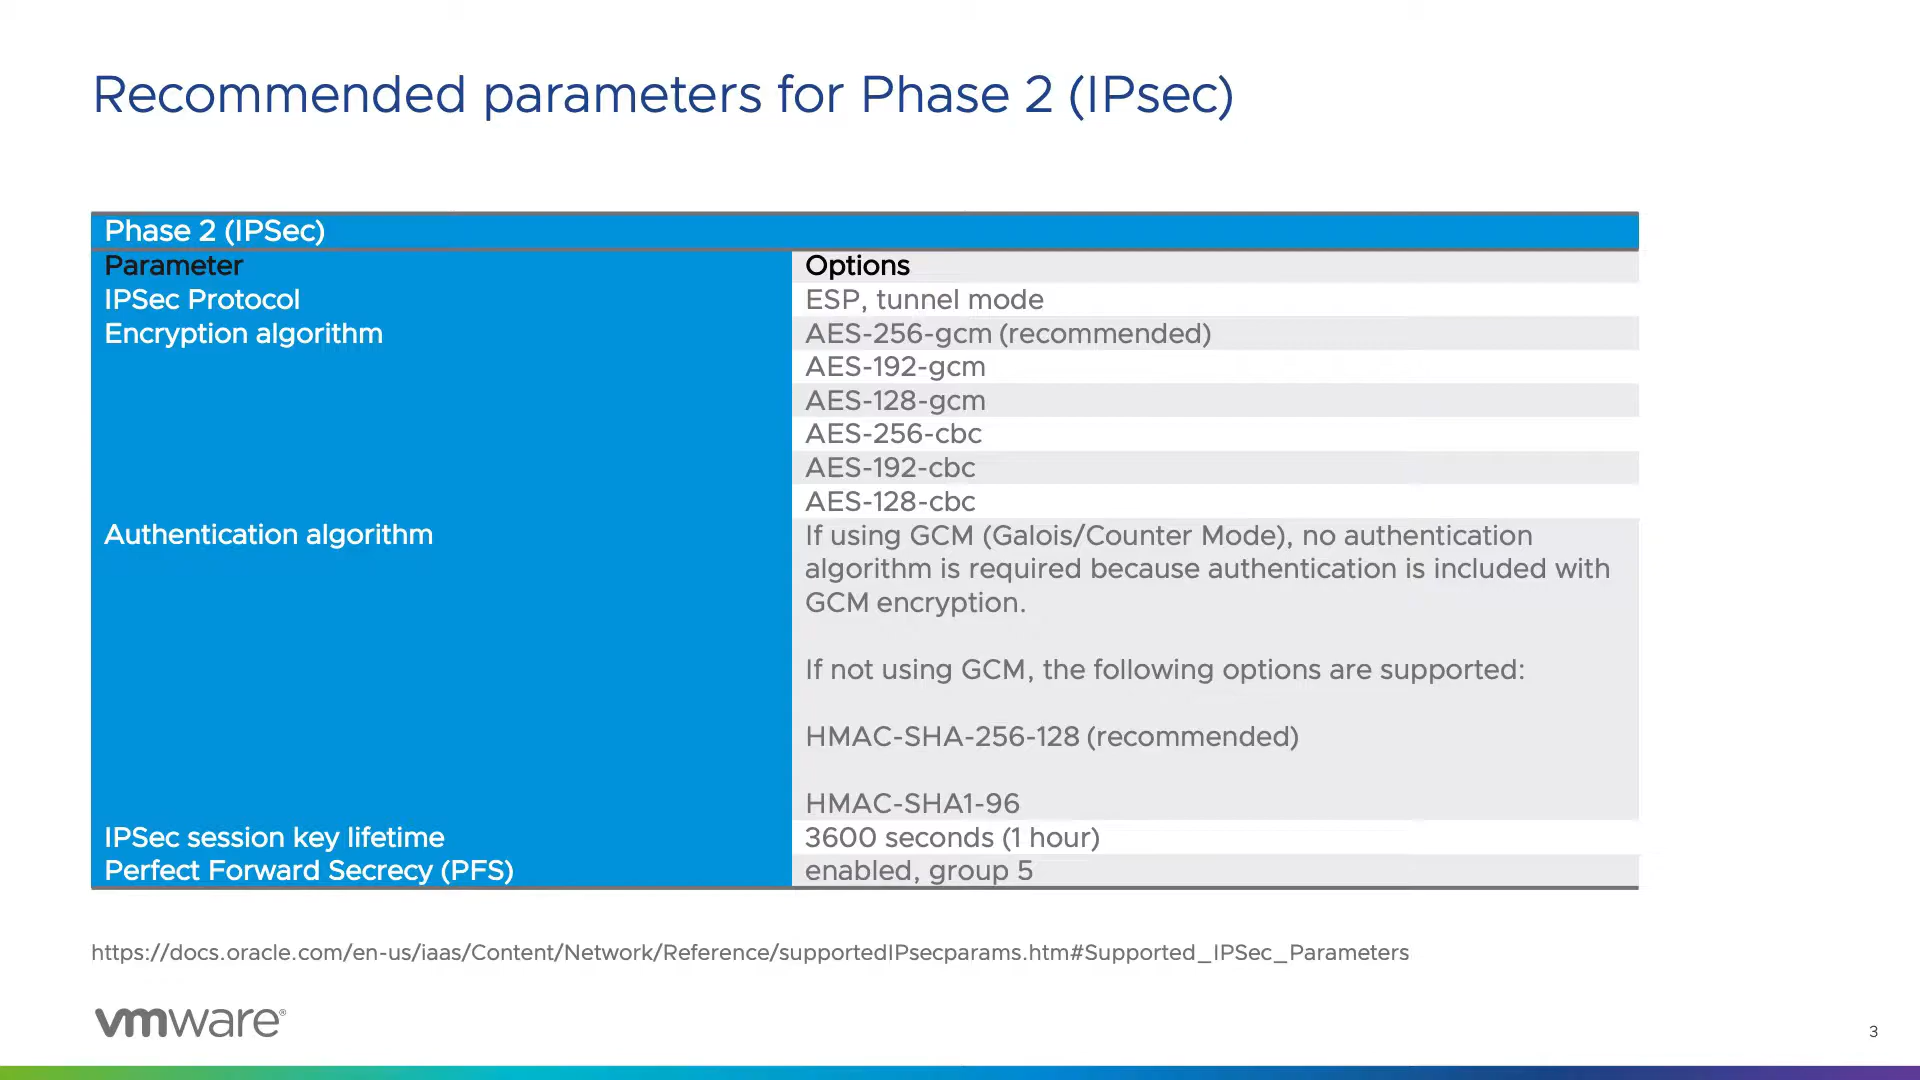 Recommended parameters for Phase 2 (IPsec)
Phase 2 (IPSec)
Parameter
Options
IPSec Protocol
ESP, tunnel mode
Encryption algorithm
AES-256-gcm (recommended)
AES-192-gcm
AES-128-gcm
AES-256-cbc
AES-192-cbc
AES-128-cbc
Authentication algorithm
If using GCM (Galois/Counter Mode), no authentication
algorithm is required because authentication is included with
GCM encryption.
If not using GCM, the following options are supported:
HMAC-SHA-256-128 (recommended)
HMAC-SHA1-96
IPSec session key lifetime
3600 seconds (1 hour)
Perfect Forward Secrecy (PFS)
enabled, group 5
https://docs.oracle.com/en-us/iaas/Content/Network/Reference/supportedIPsecparams.htm#Supported_IPSec_Parameters
vmware®
3